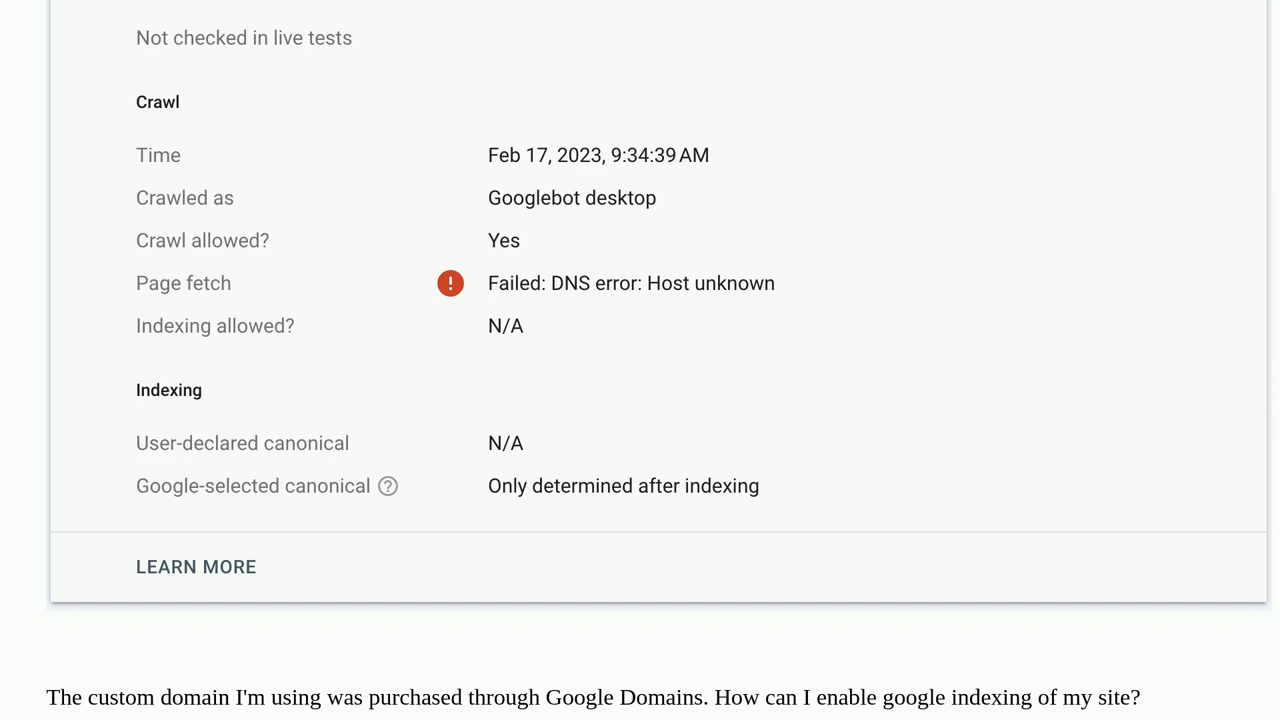 Not checked in live tests
Crawl
Time Feb 17, 2023, 9:34:39 AM
Crawled as Googlebot desktop
Crawl allowed? Yes
Page fetch Failed: DNS error: Host unknown
Indexing allowed? N/A
Indexing
User-declared canonical N/A
Google-selected canonical Only determined after indexing
LEARN MORE
The custom domain I'm using was purchased through Google Domains. How can I enable google indexing of my site?